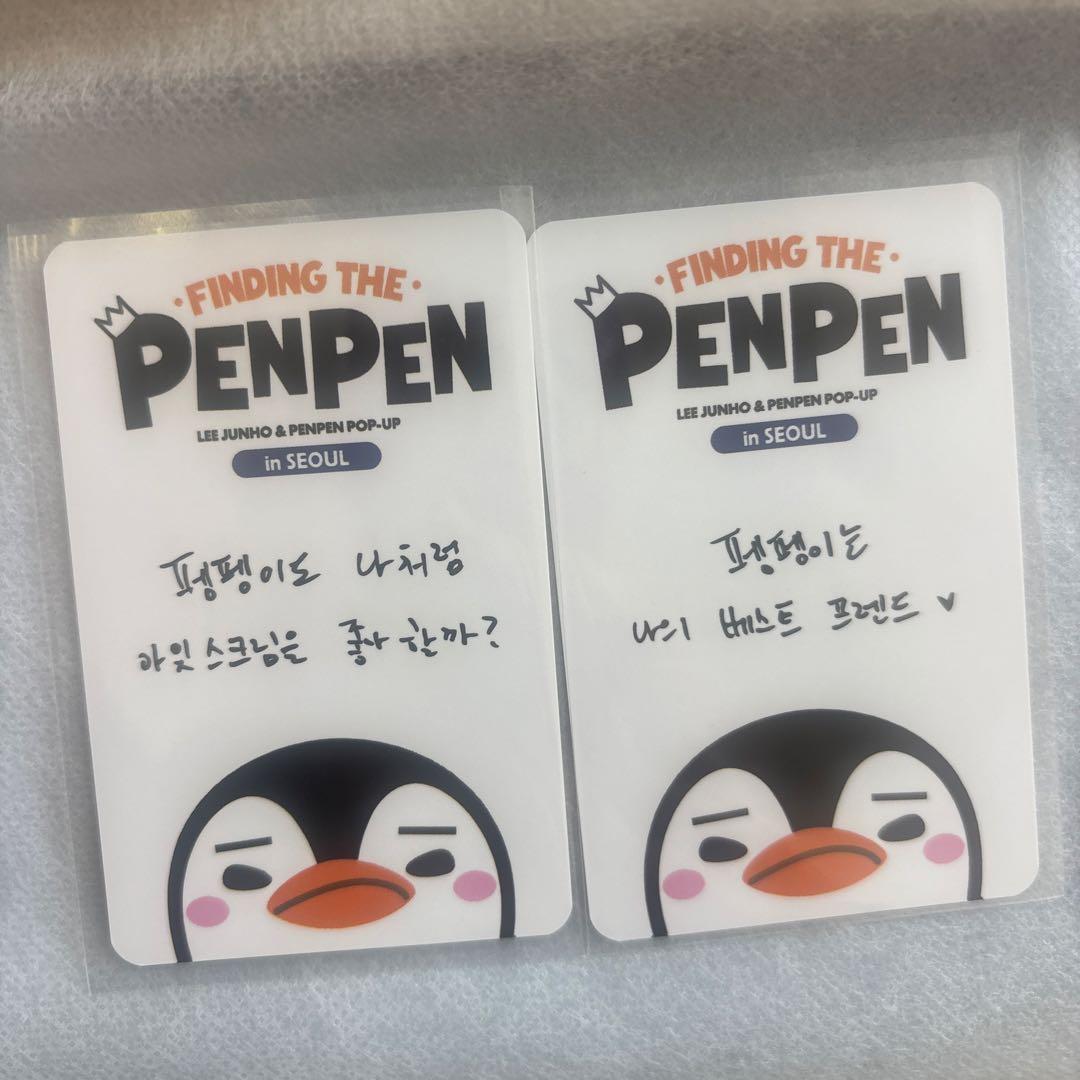 ·FINDING THE·
PENPEN
LEE JUNHO & PENPEN POP-UP
in SEOUL
펭펭이도 나처럼
아잇스크림을 좋아할까?
·FINDING THE·
PENPEN
LEE JUNHO & PENPEN POP-UP
in SEOUL
펭펭이는
나의 베스트 프렌드 ♥